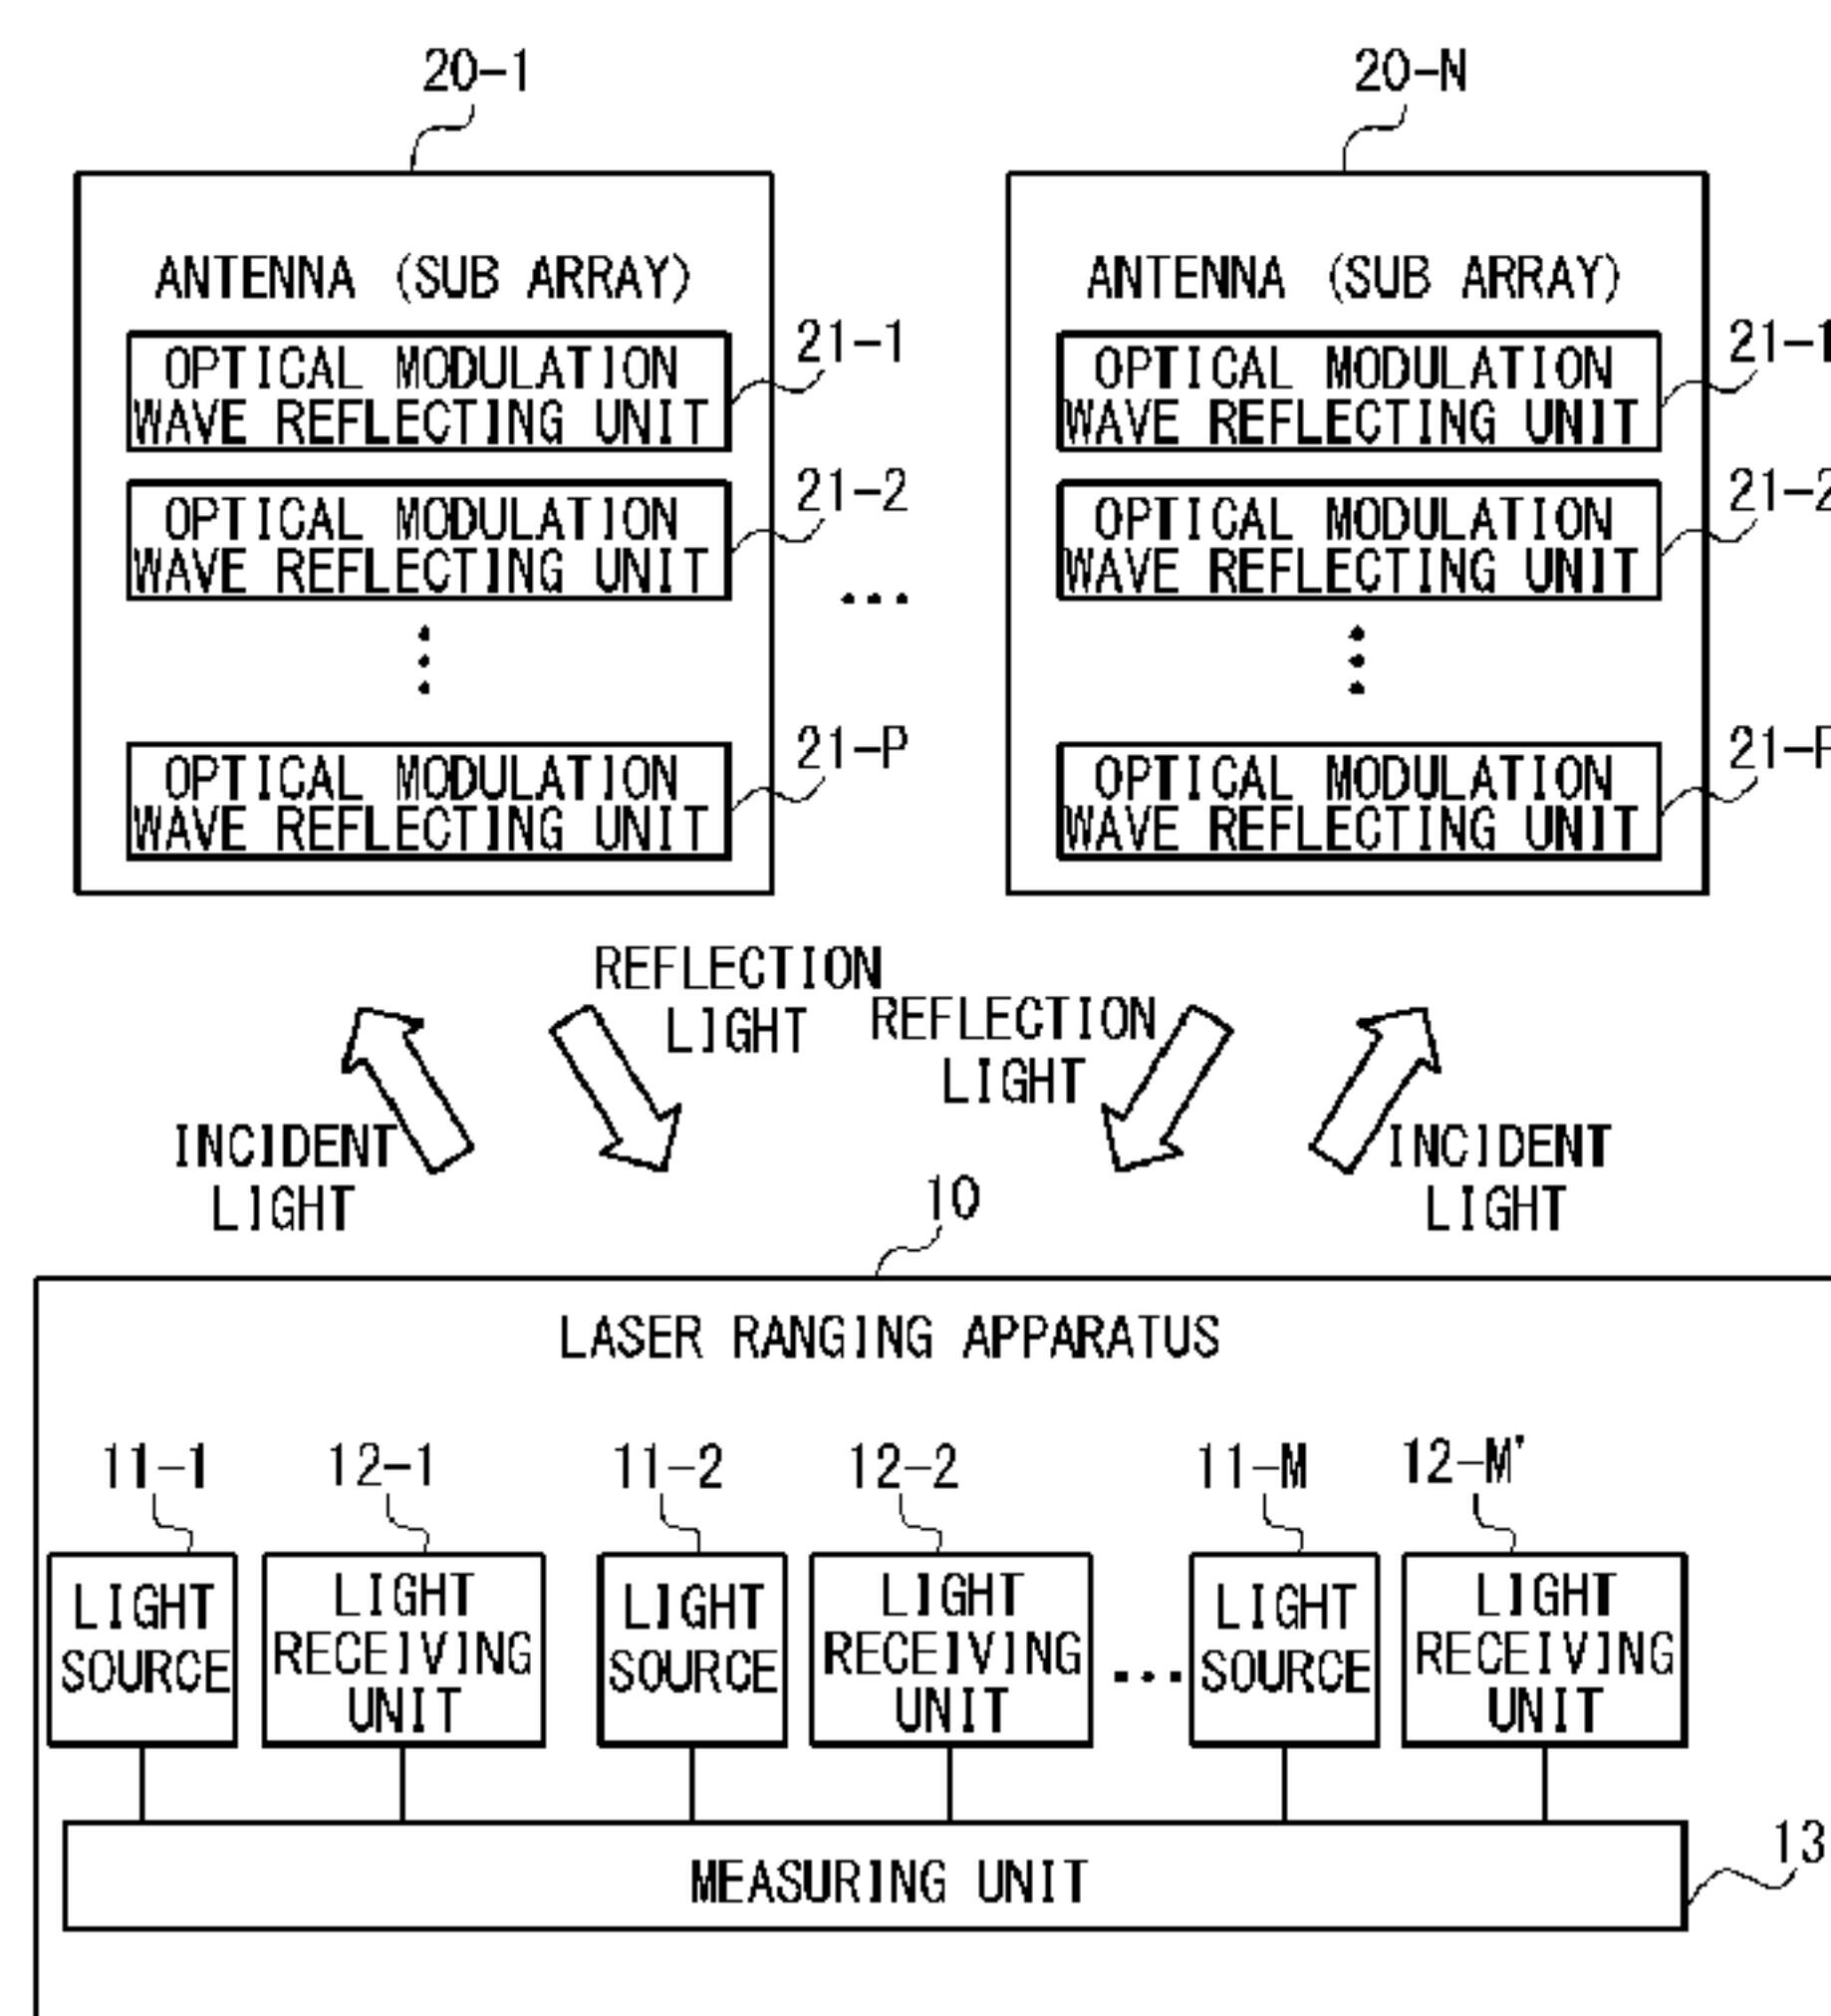 20-1
20-N
ANTENNA (SUB ARRAY)
ANTENNA (SUB ARRAY)
OPTICAL MODULATION
WAVE REFLECTING UNIT
21-1
OPTICAL MODULATION
WAVE REFLECTING UNIT
21-1
OPTICAL MODULATION
WAVE REFLECTING UNIT
21-2
OPTICAL MODULATION
WAVE REFLECTING UNIT
21-2
OPTICAL MODULATION
WAVE REFLECTING UNIT
21-P
OPTICAL MODULATION
WAVE REFLECTING UNIT
REFLECTION
LIGHT
REFLECTION
LIGHT
INCIDENT
LIGHT
INCIDENT
LIGHT
10
LASER RANGING APPARATUS
11-1
12-1
11-2
12-2
11-M
12-M'
LIGHT
SOURCE
LIGHT
RECEIVING
UNIT
LIGHT
SOURCE
LIGHT
RECEIVING
UNIT
...
LIGHT
SOURCE
LIGHT
RECEIVING
UNIT
MEASURING UNIT
13